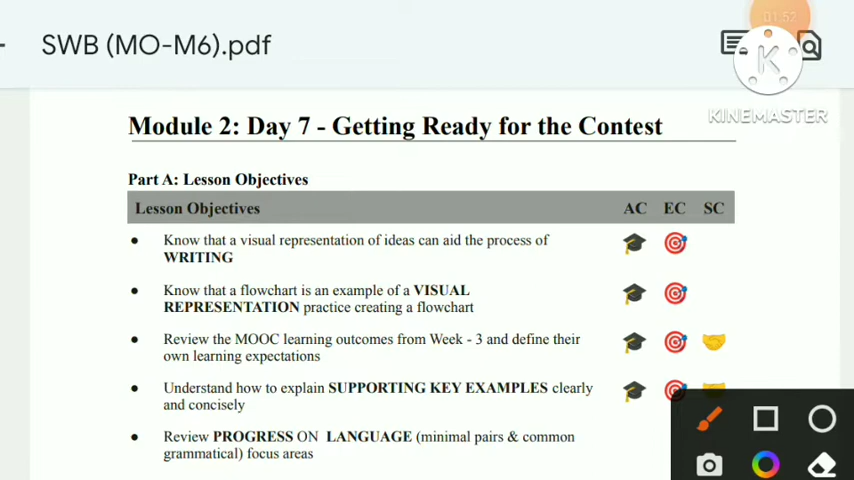 01:52
SWB (MO-M6).pdf
K
KINEMASTER
Module 2: Day 7 - Getting Ready for the Contest
Part A: Lesson Objectives
Lesson Objectives AC EC SC
● Know that a visual representation of ideas can aid the process of
WRITING
● Know that a flowchart is an example of a VISUAL
REPRESENTATION practice creating a flowchart
● Review the MOOC learning outcomes from Week - 3 and define their
own learning expectations
● Understand how to explain SUPPORTING KEY EXAMPLES clearly
and concisely
● Review PROGRESS ON LANGUAGE (minimal pairs & common
grammatical) focus areas